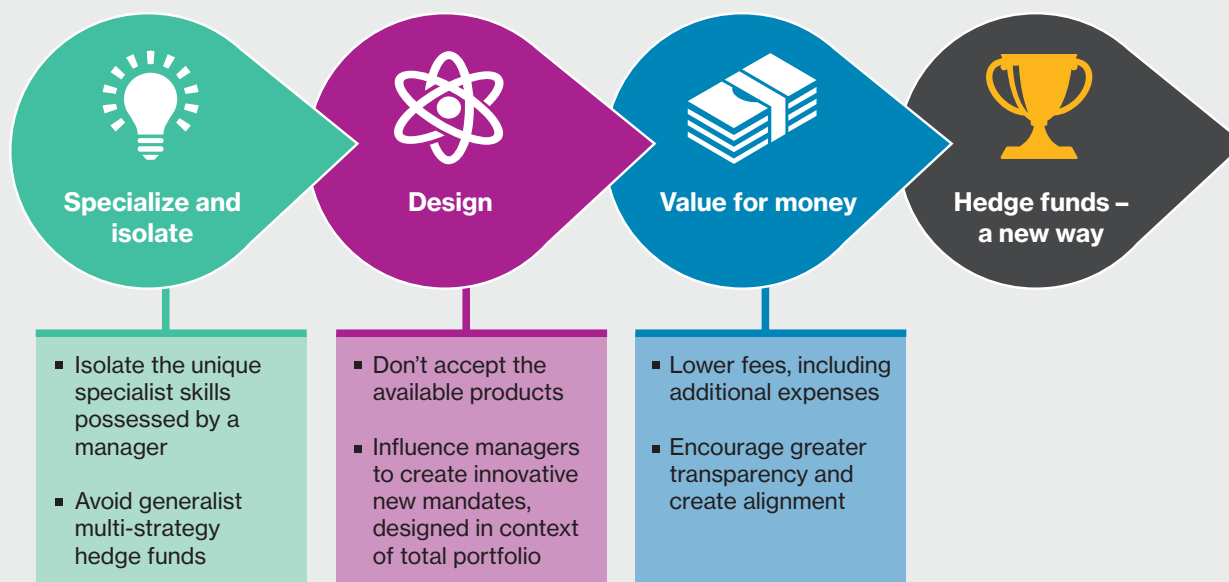 Specialize and
isolate
Design
Value for money
Hedge funds –
a new way
▪ Isolate the unique
specialist skills
possessed by a
manager
▪ Avoid generalist
multi-strategy
hedge funds
▪ Don’t accept the
available products
▪ Influence managers
to create innovative
new mandates,
designed in context
of total portfolio
▪ Lower fees, including
additional expenses
▪ Encourage greater
transparency and
create alignment